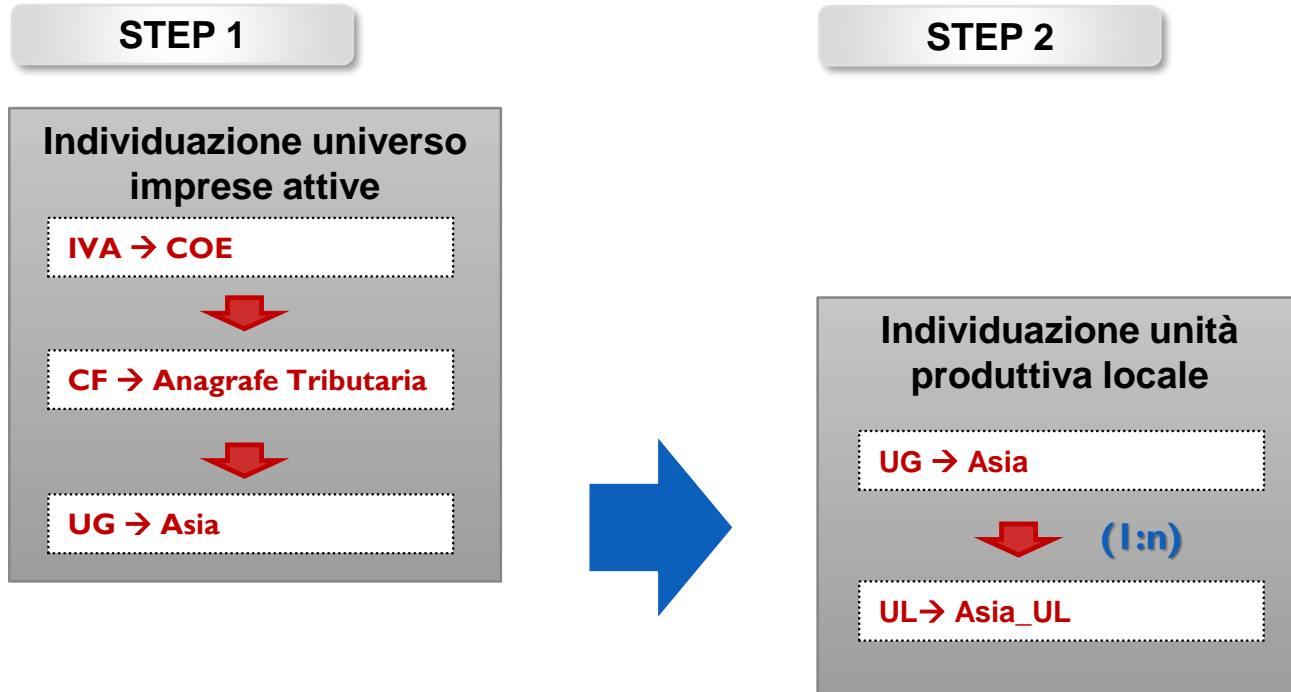 STEP 1
Individuazione universo
imprese attive
IVA → COE
CF → Anagrafe Tributaria
UG → Asia
STEP 2
Individuazione unità
produttiva locale
UG → Asia
(1:n)
UL→ Asia_UL